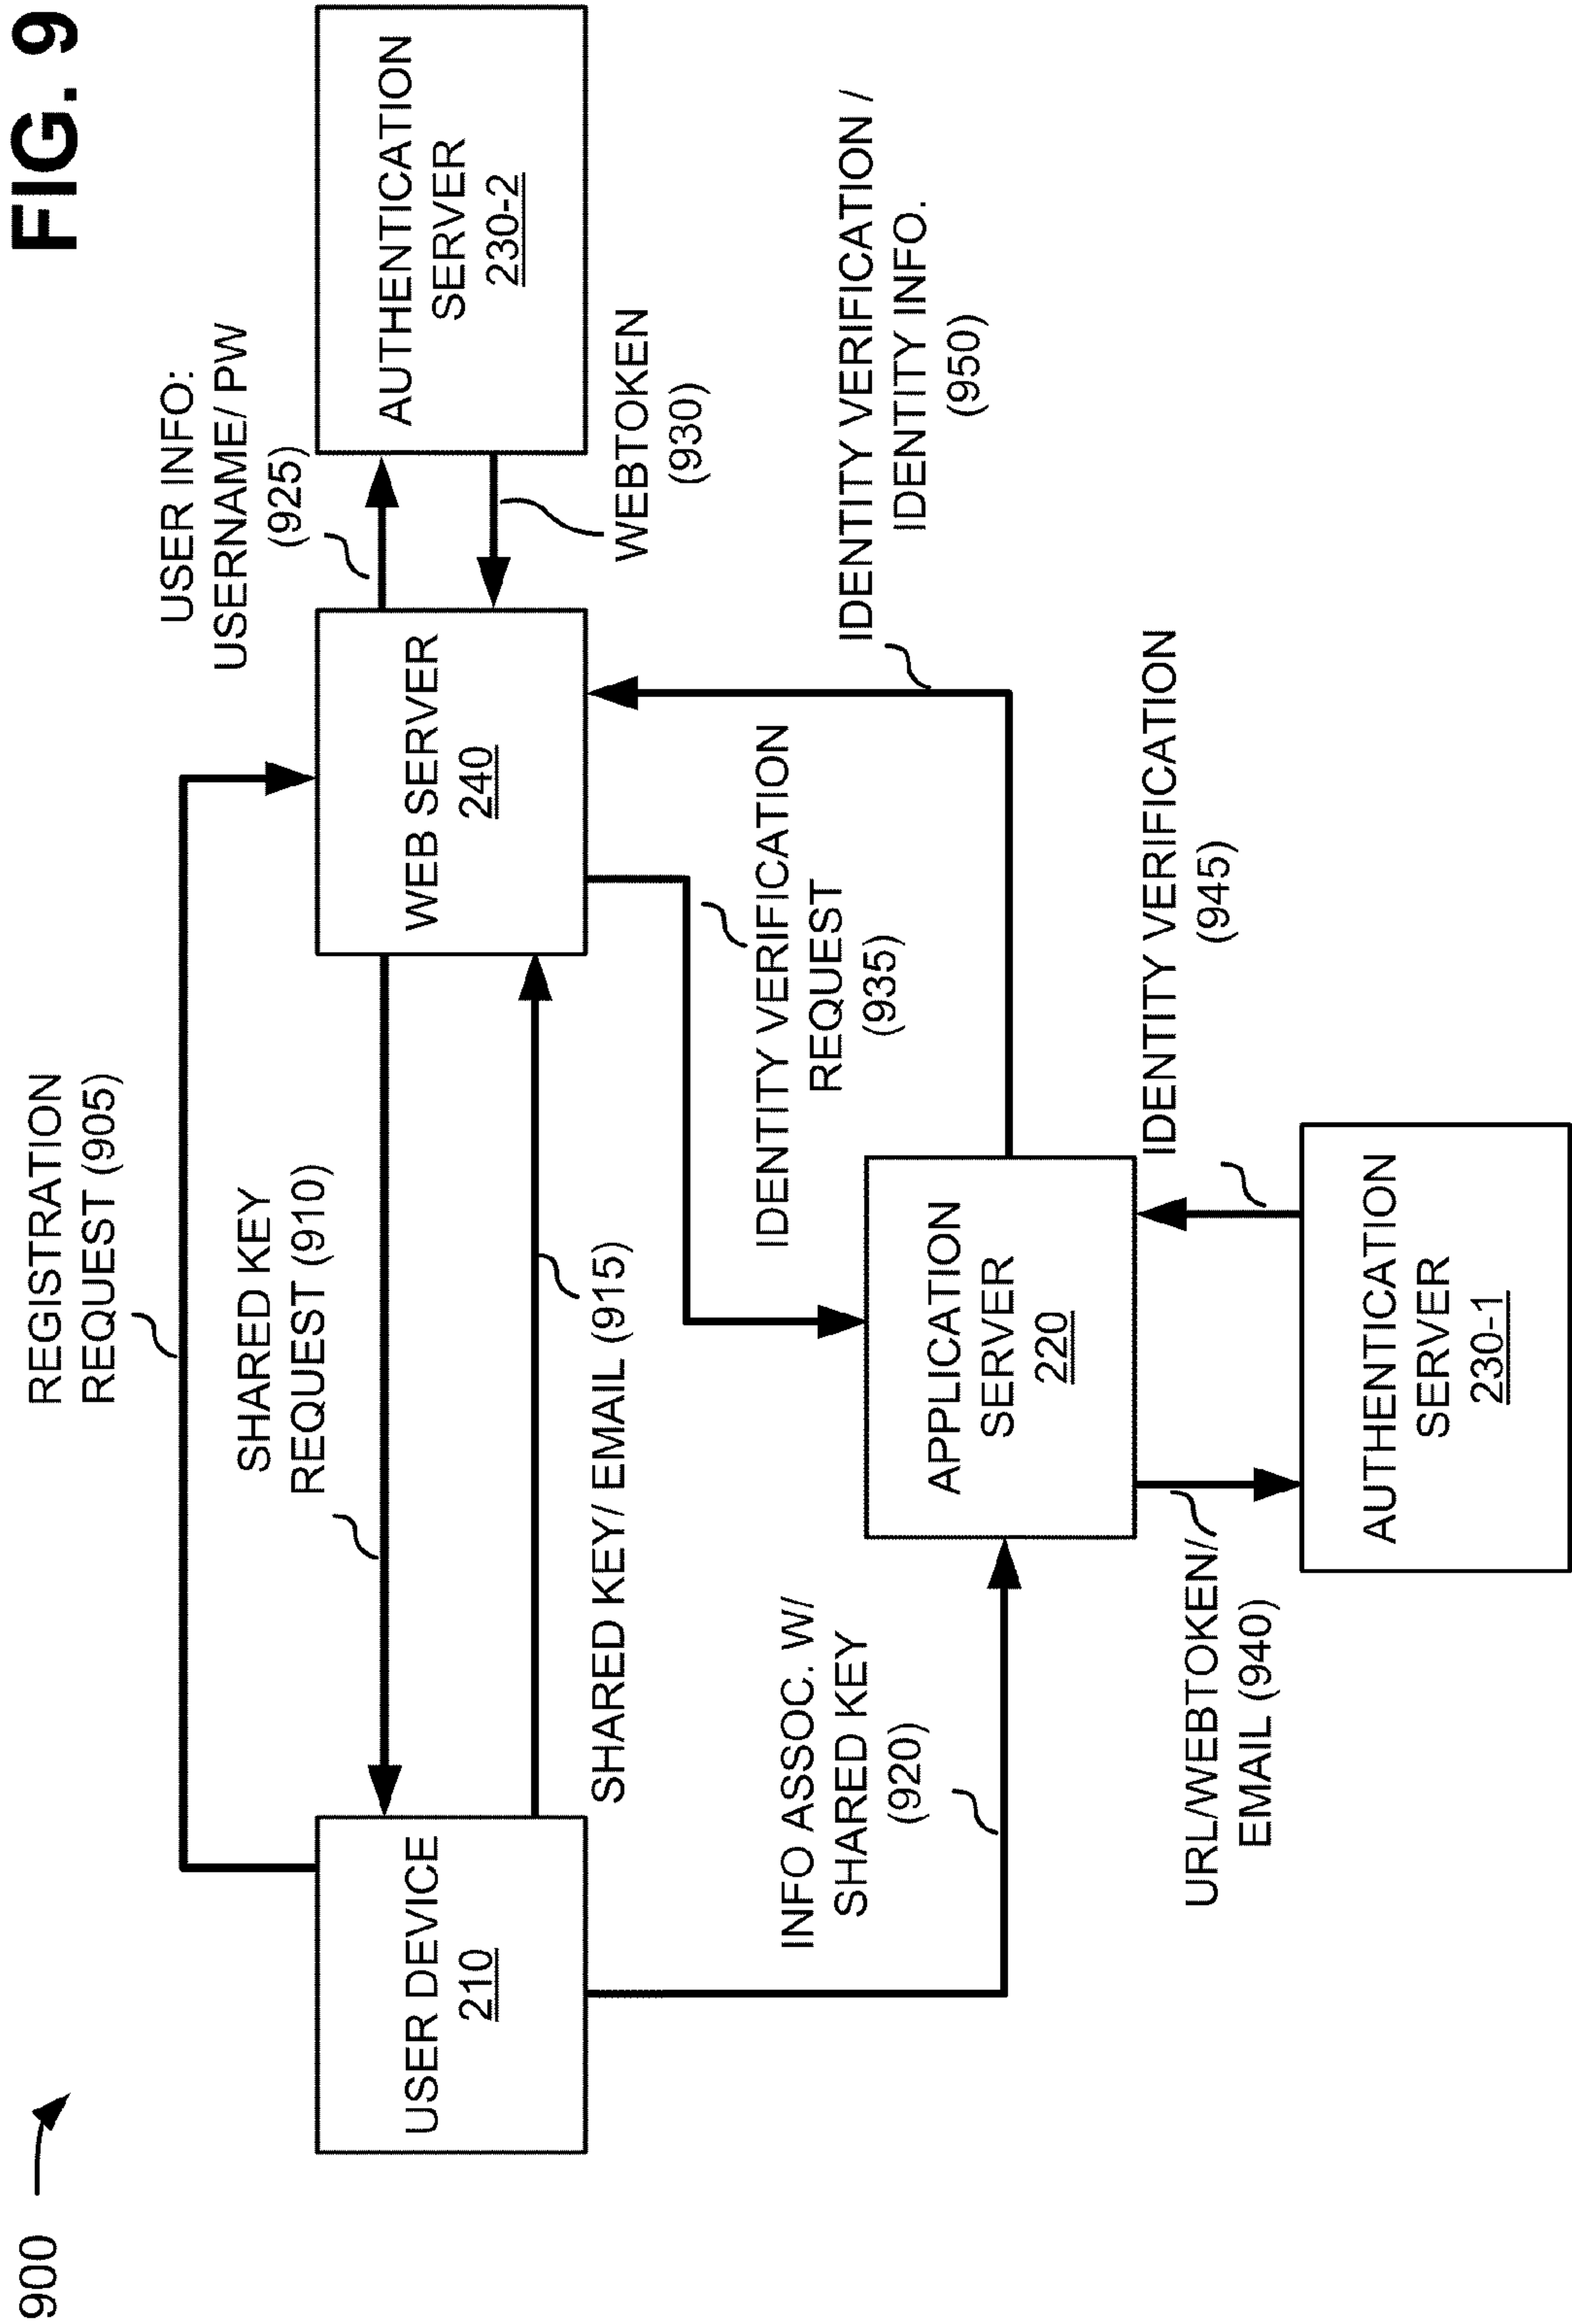 FIG. 9
900
REGISTRATION
REQUEST (905)
SHARED KEY
REQUEST (910)
USER INFO:
USERNAME/ PW
(925)
USER DEVICE
210
WEB SERVER
240
AUTHENTICATION
SERVER
230-2
SHARED KEY/ EMAIL (915)
WEBTOKEN
(930)
INFO ASSOC. W/
SHARED KEY
(920)
IDENTITY VERIFICATION
REQUEST
(935)
IDENTITY VERIFICATION /
IDENTITY INFO.
(950)
APPLICATION
SERVER
220
URL/WEBTOKEN/
EMAIL (940)
IDENTITY VERIFICATION
(945)
AUTHENTICATION
SERVER
230-1